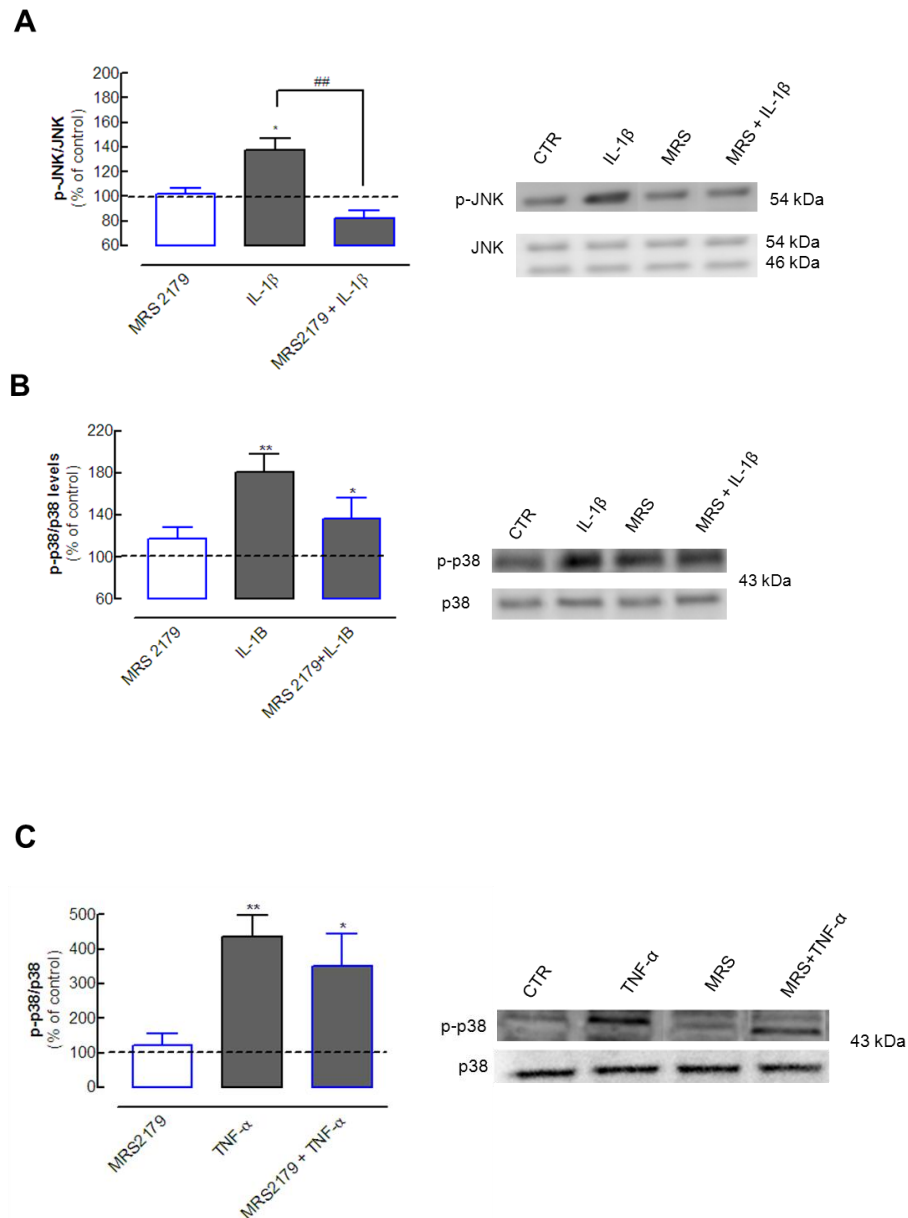 A
p-JNK/JNK
(% of control)
200
180
160
140
120
100
80
60
*
##
MRS 2179
IL-1β
MRS2179 + IL-1β
CTR
IL-1β
MRS
MRS + IL-1β
p-JNK
54 kDa
JNK
54 kDa
46 kDa
B
p-p38/p38 levels
(% of control)
220
180
140
100
60
**
*
MRS 2179
IL-1B
MRS 2179+IL-1B
CTR
IL-1β
MRS
MRS + IL-1β
p-p38
43 kDa
p38
C
p-p38/p38
(% of control)
500
400
300
200
100
0
**
*
MRS2179
TNF-α
MRS2179 + TNF-α
CTR
TNF-α
MRS
MRS+TNF-α
p-p38
43 kDa
p38